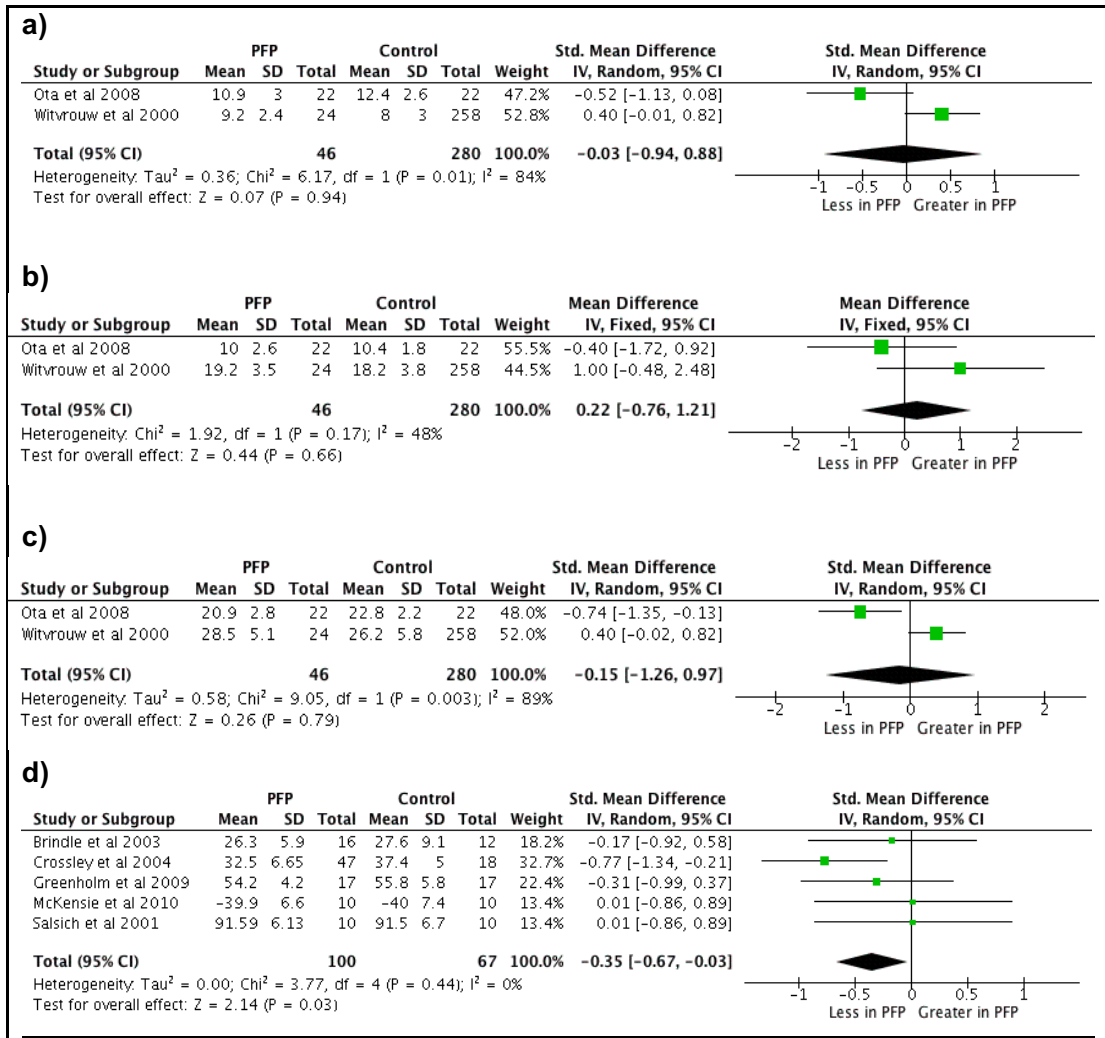 a)
PFP Control Std. Mean Difference Std. Mean Difference
Study or Subgroup Mean SD Total Mean SD Total Weight IV, Random, 95% CI IV, Random, 95% CI
Ota et al 2008 10.9 3 22 12.4 2.6 22 47.2% -0.52 [-1.13, 0.08]
Witvrouw et al 2000 9.2 2.4 24 8 3 258 52.8% 0.40 [-0.01, 0.82]
Total (95% CI) 46 280 100.0% -0.03 [-0.94, 0.88]
Heterogeneity: Tau² = 0.36; Chi² = 6.17, df = 1 (P = 0.01); I² = 84%
Test for overall effect: Z = 0.07 (P = 0.94)
-1 -0.5 0 0.5 1
Less in PFP Greater in PFP
b)
PFP Control Mean Difference Mean Difference
Study or Subgroup Mean SD Total Mean SD Total Weight IV, Fixed, 95% CI IV, Fixed, 95% CI
Ota et al 2008 10 2.6 22 10.4 1.8 22 55.5% -0.40 [-1.72, 0.92]
Witvrouw et al 2000 19.2 3.5 24 18.2 3.8 258 44.5% 1.00 [-0.48, 2.48]
Total (95% CI) 46 280 100.0% 0.22 [-0.76, 1.21]
Heterogeneity: Chi² = 1.92, df = 1 (P = 0.17); I² = 48%
Test for overall effect: Z = 0.44 (P = 0.66)
-2 -1 0 1 2
Less in PFP Greater in PFP
c)
PFP Control Std. Mean Difference Std. Mean Difference
Study or Subgroup Mean SD Total Mean SD Total Weight IV, Random, 95% CI IV, Random, 95% CI
Ota et al 2008 20.9 2.8 22 22.8 2.2 22 48.0% -0.74 [-1.35, -0.13]
Witvrouw et al 2000 28.5 5.1 24 26.2 5.8 258 52.0% 0.40 [-0.02, 0.82]
Total (95% CI) 46 280 100.0% -0.15 [-1.26, 0.97]
Heterogeneity: Tau² = 0.58; Chi² = 9.05, df = 1 (P = 0.003); I² = 89%
Test for overall effect: Z = 0.26 (P = 0.79)
-2 -1 0 1 2
Less in PFP Greater in PFP
d)
PFP Control Std. Mean Difference Std. Mean Difference
Study or Subgroup Mean SD Total Mean SD Total Weight IV, Random, 95% CI IV, Random, 95% CI
Brindle et al 2003 26.3 5.9 16 27.6 9.1 12 18.2% -0.17 [-0.92, 0.58]
Crossley et al 2004 32.5 6.65 47 37.4 5 18 32.7% -0.77 [-1.34, -0.21]
Greenholm et al 2009 54.2 4.2 17 55.8 5.8 17 22.4% -0.31 [-0.99, 0.37]
McKensie et al 2010 -39.9 6.6 10 -40 7.4 10 13.4% 0.01 [-0.86, 0.89]
Salsich et al 2001 91.59 6.13 10 91.5 6.7 10 13.4% 0.01 [-0.86, 0.89]
Total (95% CI) 100 67 100.0% -0.35 [-0.67, -0.03]
Heterogeneity: Tau² = 0.00; Chi² = 3.77, df = 4 (P = 0.44); I² = 0%
Test for overall effect: Z = 2.14 (P = 0.03)
-1 -0.5 0 0.5 1
Less in PFP Greater in PFP